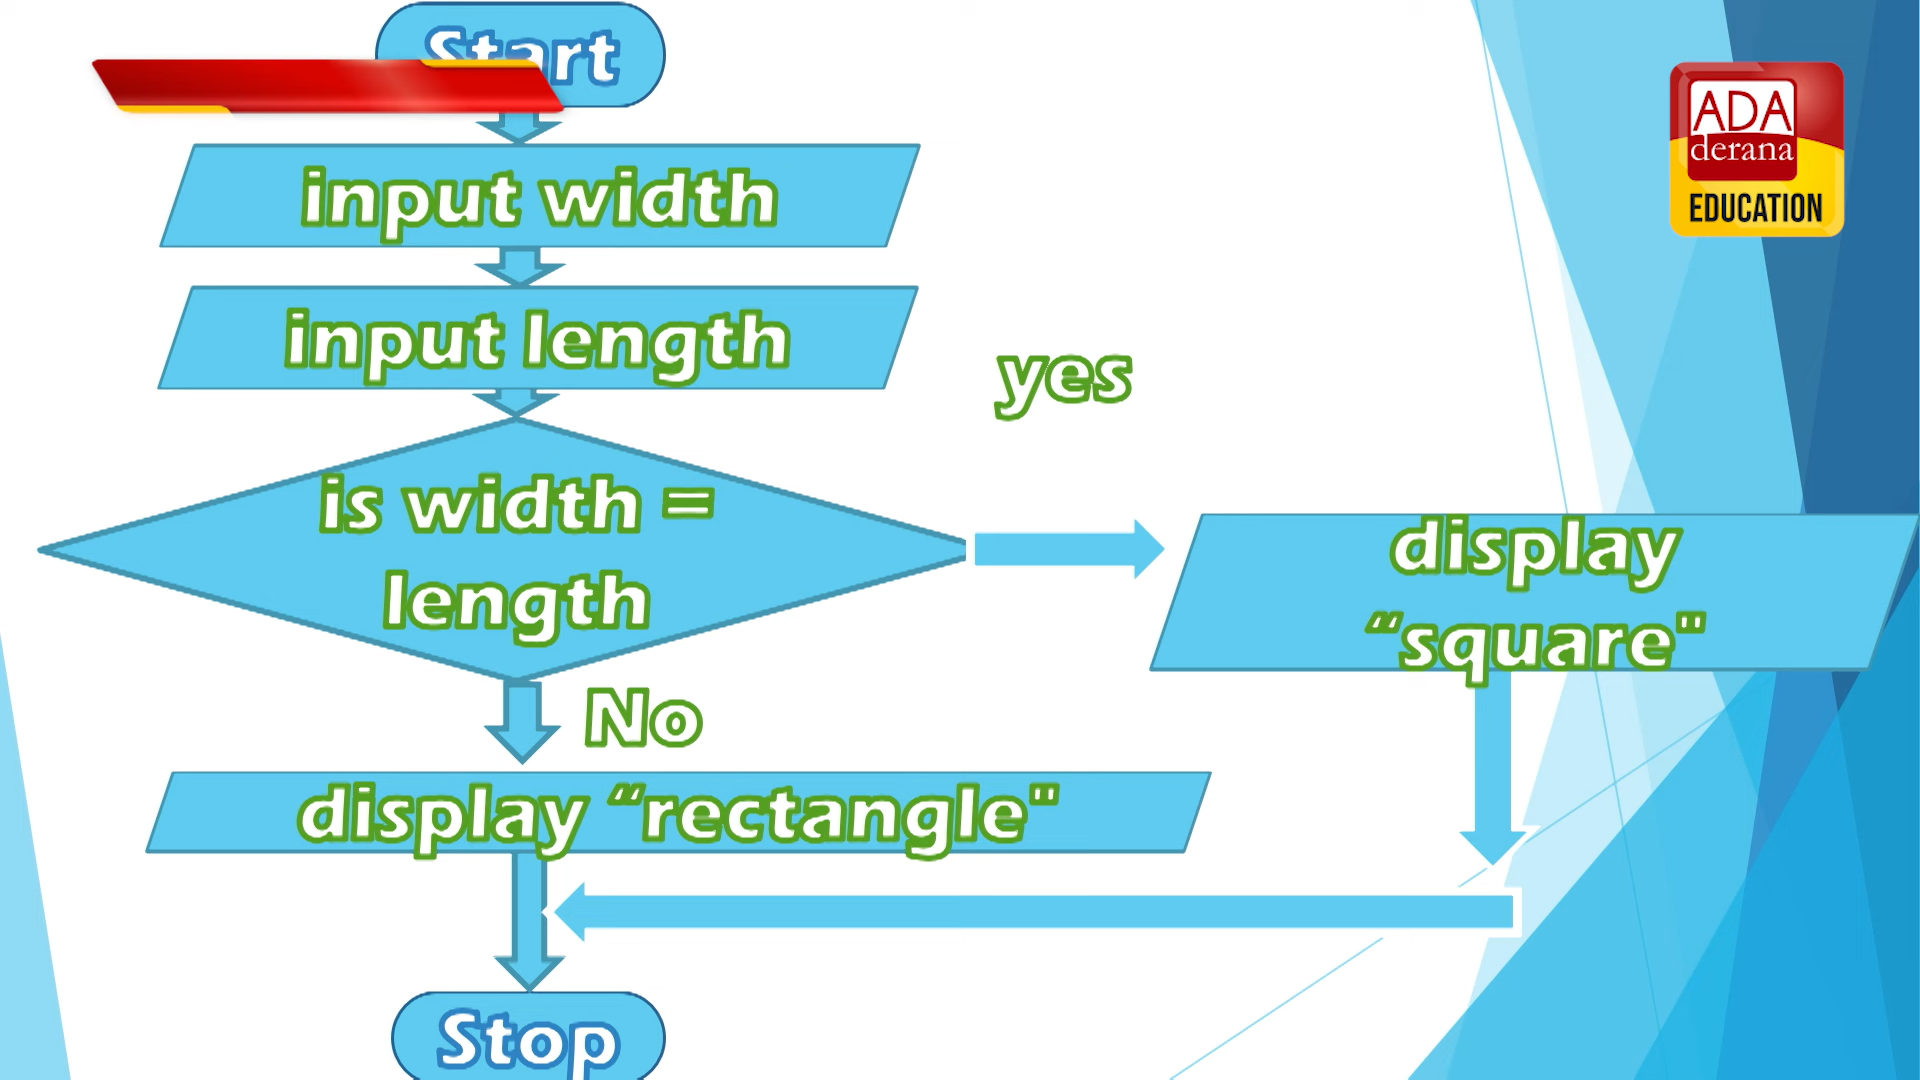 Start
input width
input length
yes
is width =
length
display
“square"
No
display “rectangle"
Stop
ADA
derana
EDUCATION